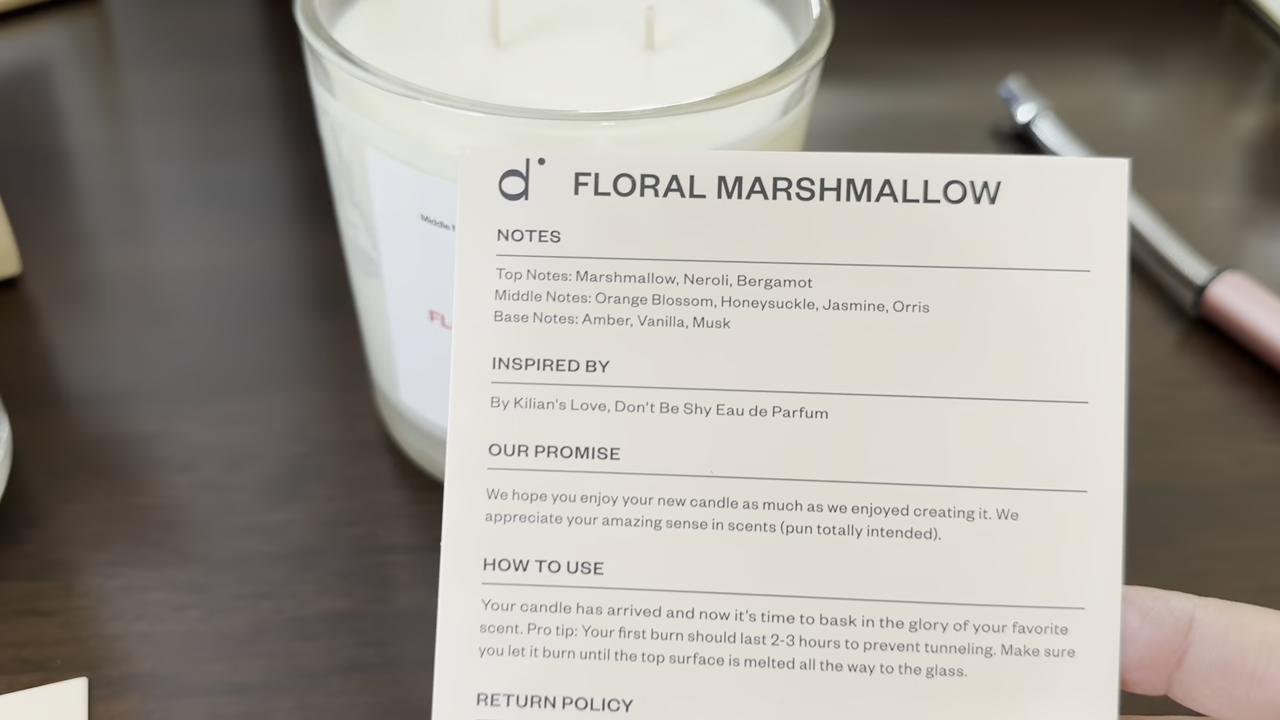 d° FLORAL MARSHMALLOW
NOTES
Top Notes: Marshmallow, Neroli, Bergamot
Middle Notes: Orange Blossom, Honeysuckle, Jasmine, Orris
Base Notes: Amber, Vanilla, Musk
INSPIRED BY
By Kilian's Love, Don't Be Shy Eau de Parfum
OUR PROMISE
We hope you enjoy your new candle as much as we enjoyed creating it. We
appreciate your amazing sense in scents (pun totally intended).
HOW TO USE
Your candle has arrived and now it's time to bask in the glory of your favorite
scent. Pro tip: Your first burn should last 2-3 hours to prevent tunneling. Make sure
you let it burn until the top surface is melted all the way to the glass.
RETURN POLICY
Middle
FL